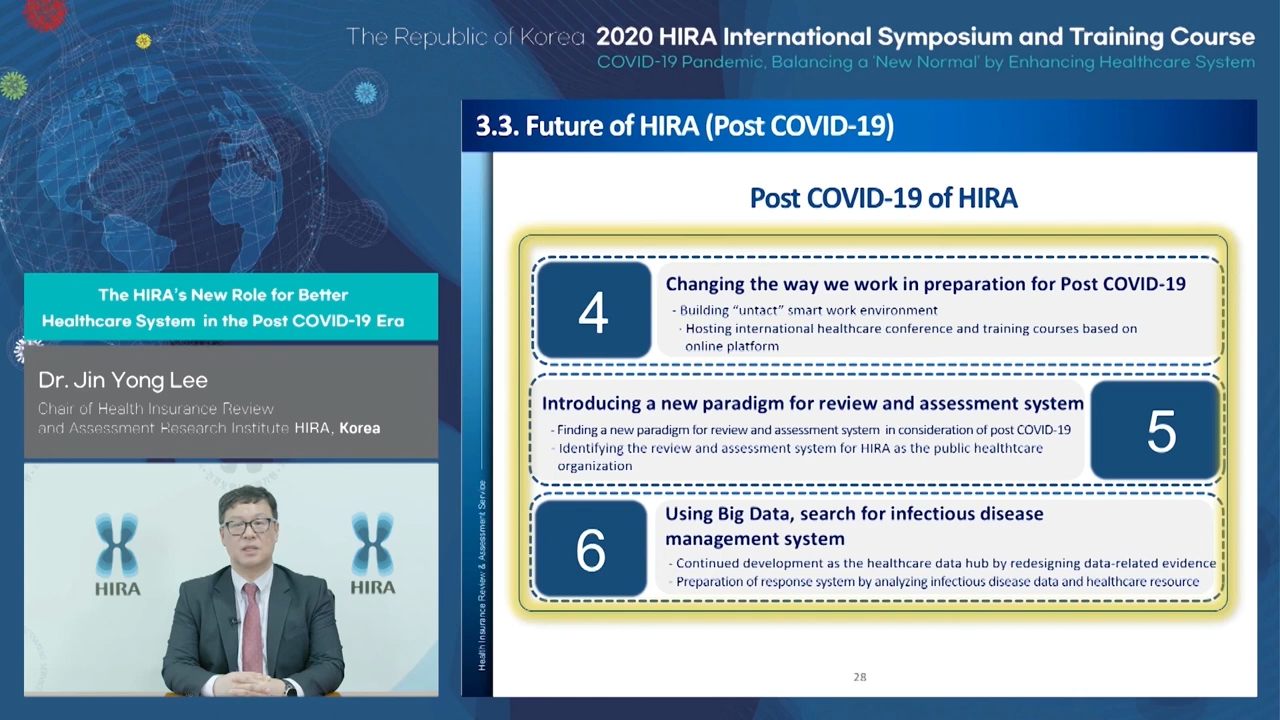 The Republic of Korea 2020 HIRA International Symposium and Training Course
COVID-19 Pandemic, Balancing a 'New Normal' by Enhancing Healthcare System
The HIRA's New Role for Better
Healthcare System in the Post COVID-19 Era
Dr. Jin Yong Lee
Chair of Health Insurance Review
and Assessment Research Institute HIRA, Korea
HIRA
HIRA
3.3. Future of HIRA (Post COVID-19)
Post COVID-19 of HIRA
4
Changing the way we work in preparation for Post COVID-19
- Building “untact” smart work environment
· Hosting international healthcare conference and training courses based on
online platform
Introducing a new paradigm for review and assessment system
- Finding a new paradigm for review and assessment system in consideration of post COVID-19
- Identifying the review and assessment system for HIRA as the public healthtcare
organization
5
6
Using Big Data, search for infectious disease
management system
- Continued development as the healthcare data hub by redesigning data-related evidence
- Preparation of response system by analyzing infectious disease data and healthcare resource
Health Insurance Review & Assessment Service
28